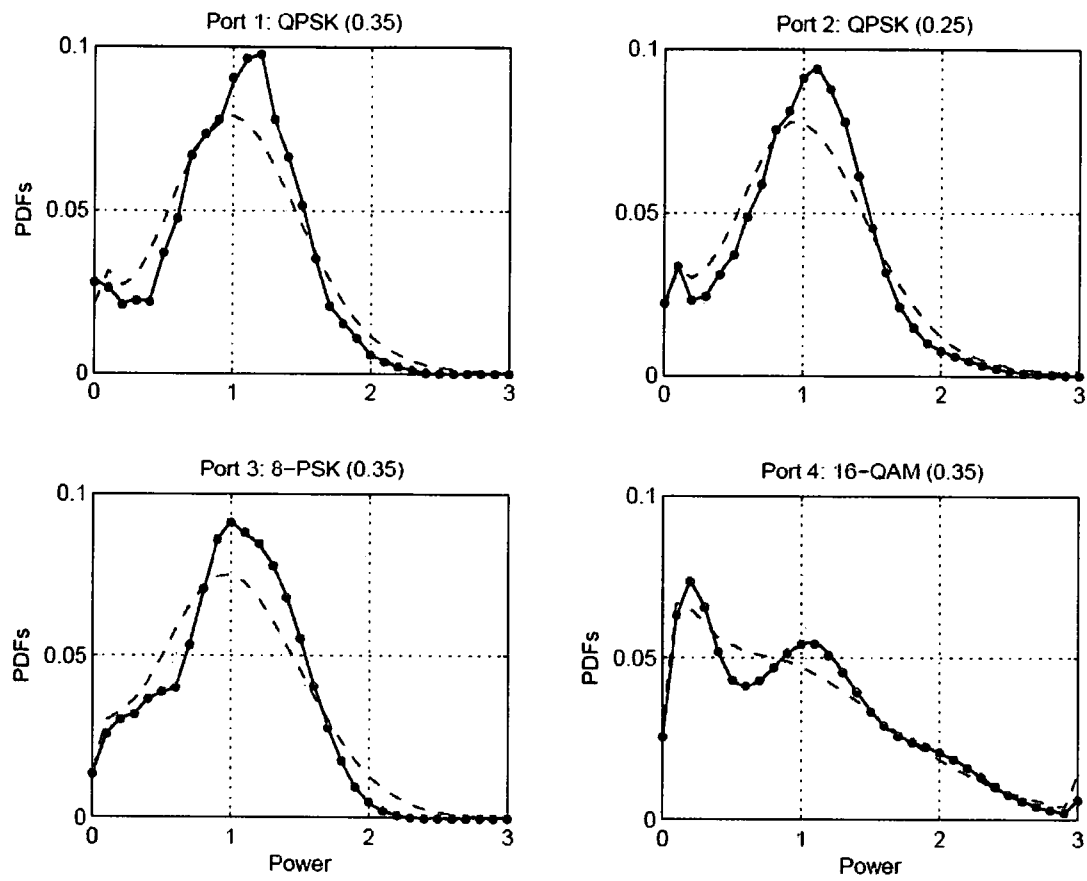 Port 1: QPSK (0.35)
0.1
0.05
0
PDFs
0 1 2 3
Port 2: QPSK (0.25)
0.1
0.05
0
0 1 2 3
Port 3: 8-PSK (0.35)
0.1
0.05
0
PDFs
0 1 2 3
Power
Port 4: 16-QAM (0.35)
0.1
0.05
0
PDFs
0 1 2 3
Power